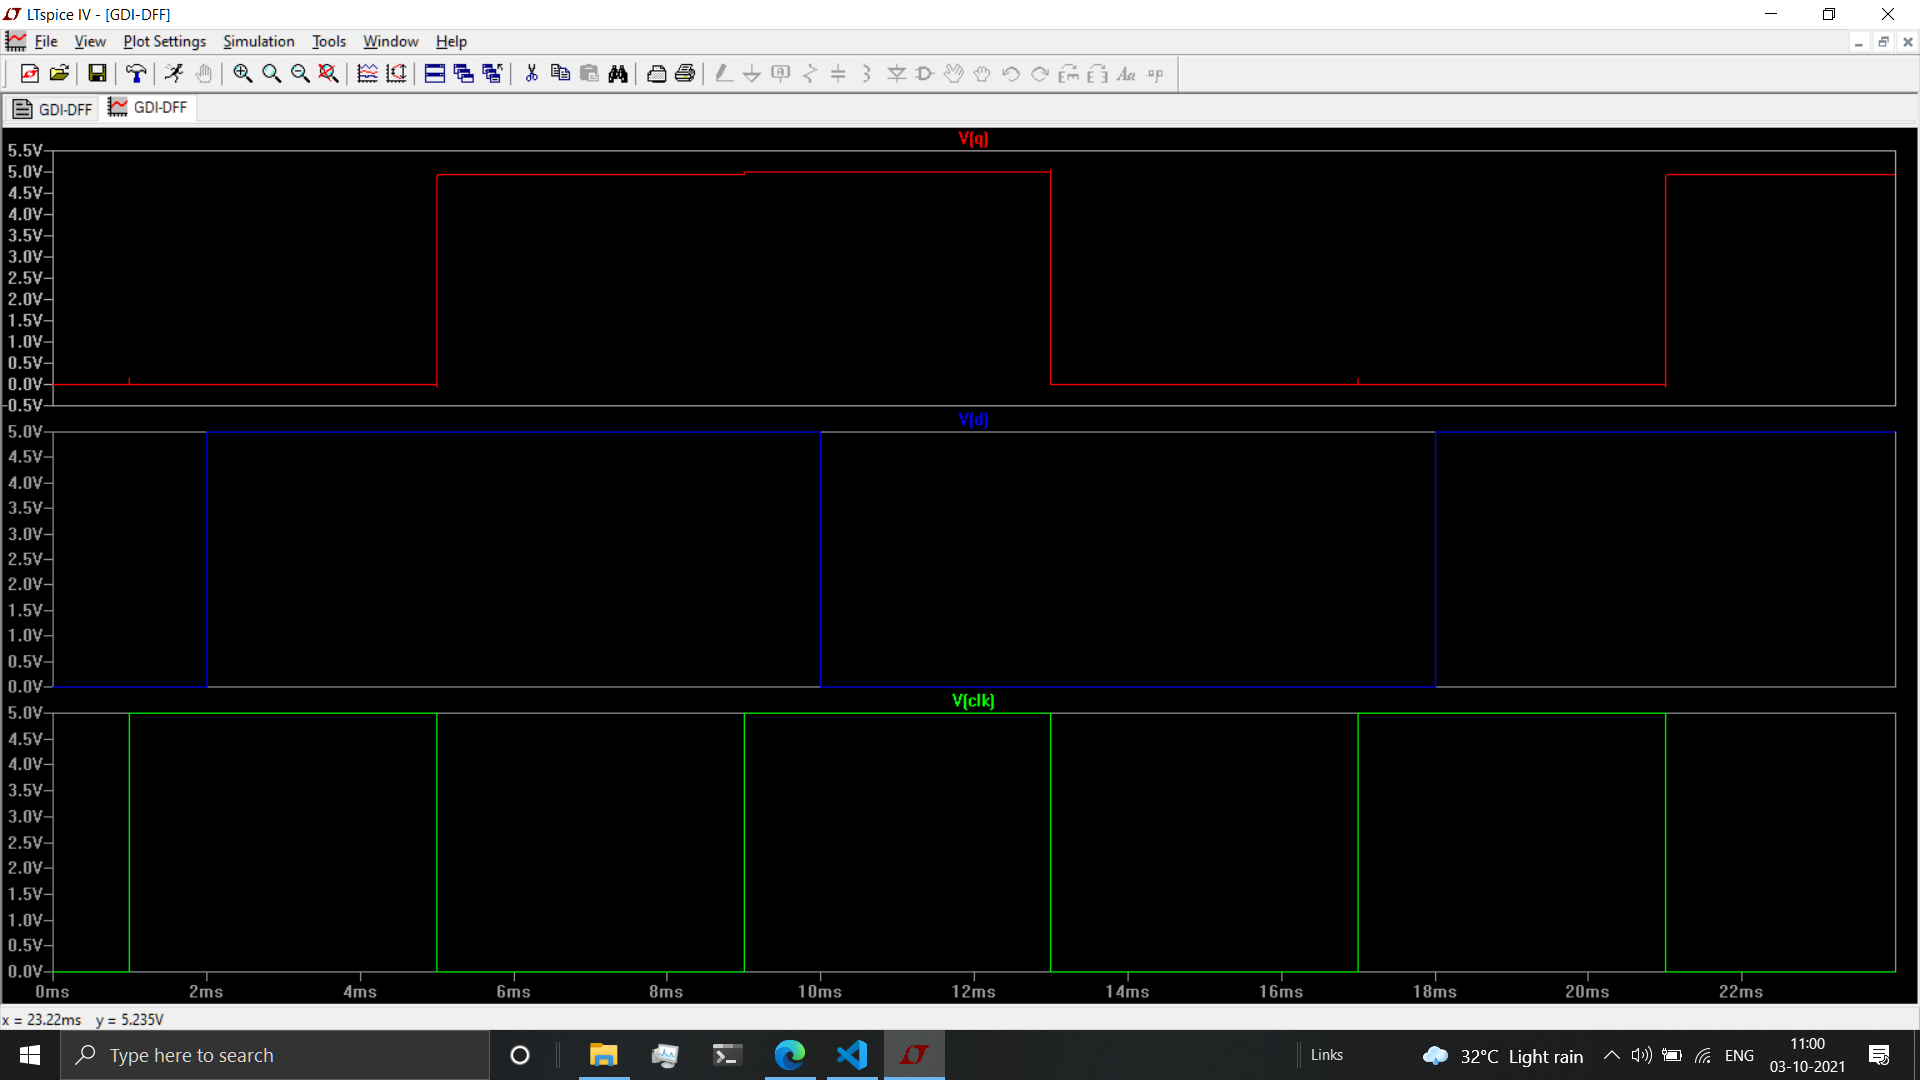 LTspice IV - [GDI-DFF]
File View Plot Settings Simulation Tools Window Help
GDI-DFF GDI-DFF
V(q)
5.5V
5.0V
4.5V
4.0V
3.5V
3.0V
2.5V
2.0V
1.5V
1.0V
0.5V
0.0V
-0.5V
V(d)
5.0V
4.5V
4.0V
3.5V
3.0V
2.5V
2.0V
1.5V
1.0V
0.5V
0.0V
V(clk)
5.0V
4.5V
4.0V
3.5V
3.0V
2.5V
2.0V
1.5V
1.0V
0.5V
0.0V
0ms 2ms 4ms 6ms 8ms 10ms 12ms 14ms 16ms 18ms 20ms 22ms
x = 23.22ms y = 5.235V
Type here to search
Links
32°C Light rain
ENG
11:00
03-10-2021